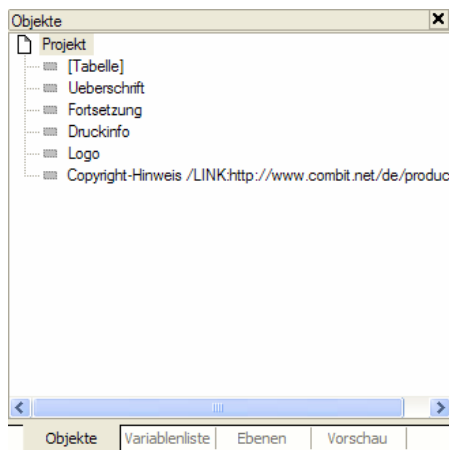 Objekte
Projekt
[Tabelle]
Ueberschrift
Fortsetzung
Druckinfo
Logo
Copyright-Hinweis /LINK:http://www.combit.net/de/produc
Objekte Variablenliste Ebenen Vorschau